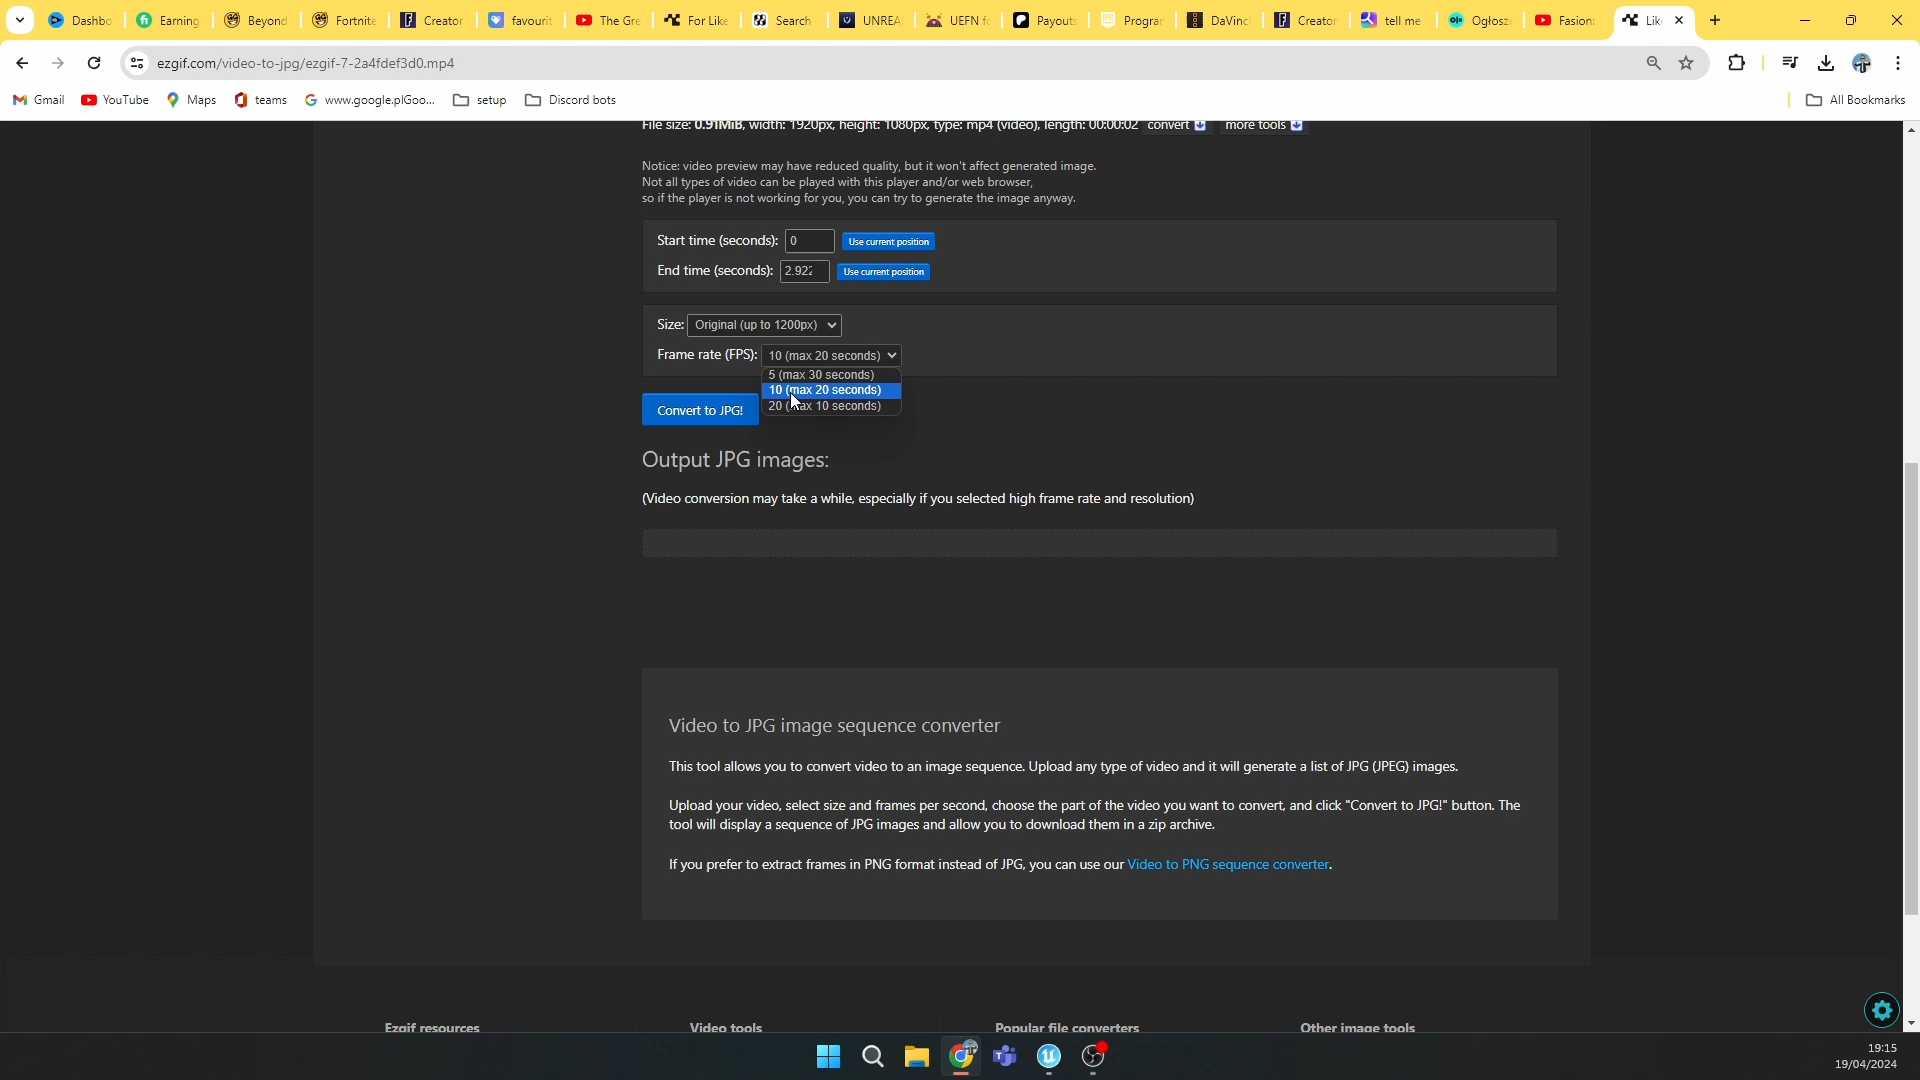 Dashbo
Earning
Beyond
Fortnite
Creator
favourit
The Gre
For Like
Search
UNREA
UEFN fo
Payouts
Progra
DaVinci
Creator
tell me
Ogłosz
Fasion
Lik
ezgif.com/video-to-jpg/ezgif-7-2a4fdef3d0.mp4
Gmail
YouTube
Maps
teams
www.google.plGoo...
setup
Discord bots
All Bookmarks
File size: 0.91MiB, width: 1920px, height: 1080px, type: mp4 (video), length: 00:00:02 convert more tools
Notice: video preview may have reduced quality, but it won't affect generated image.
Not all types of video can be played with this player and/or web browser,
so if the player is not working for you, you can try to generate the image anyway.
Start time (seconds): 0 Use current position
End time (seconds): 2.922 Use current position
Size: Original (up to 1200px)
Frame rate (FPS): 10 (max 20 seconds)
5 (max 30 seconds)
10 (max 20 seconds)
20 (max 10 seconds)
Convert to JPG!
Output JPG images:
(Video conversion may take a while, especially if you selected high frame rate and resolution)
Video to JPG image sequence converter
This tool allows you to convert video to an image sequence. Upload any type of video and it will generate a list of JPG (JPEG) images.
Upload your video, select size and frames per second, choose the part of the video you want to convert, and click "Convert to JPG!" button. The
tool will display a sequence of JPG images and allow you to download them in a zip archive.
If you prefer to extract frames in PNG format instead of JPG, you can use our Video to PNG sequence converter.
Ezgif resources
Video tools
Popular file converters
Other image tools
19:15
19/04/2024